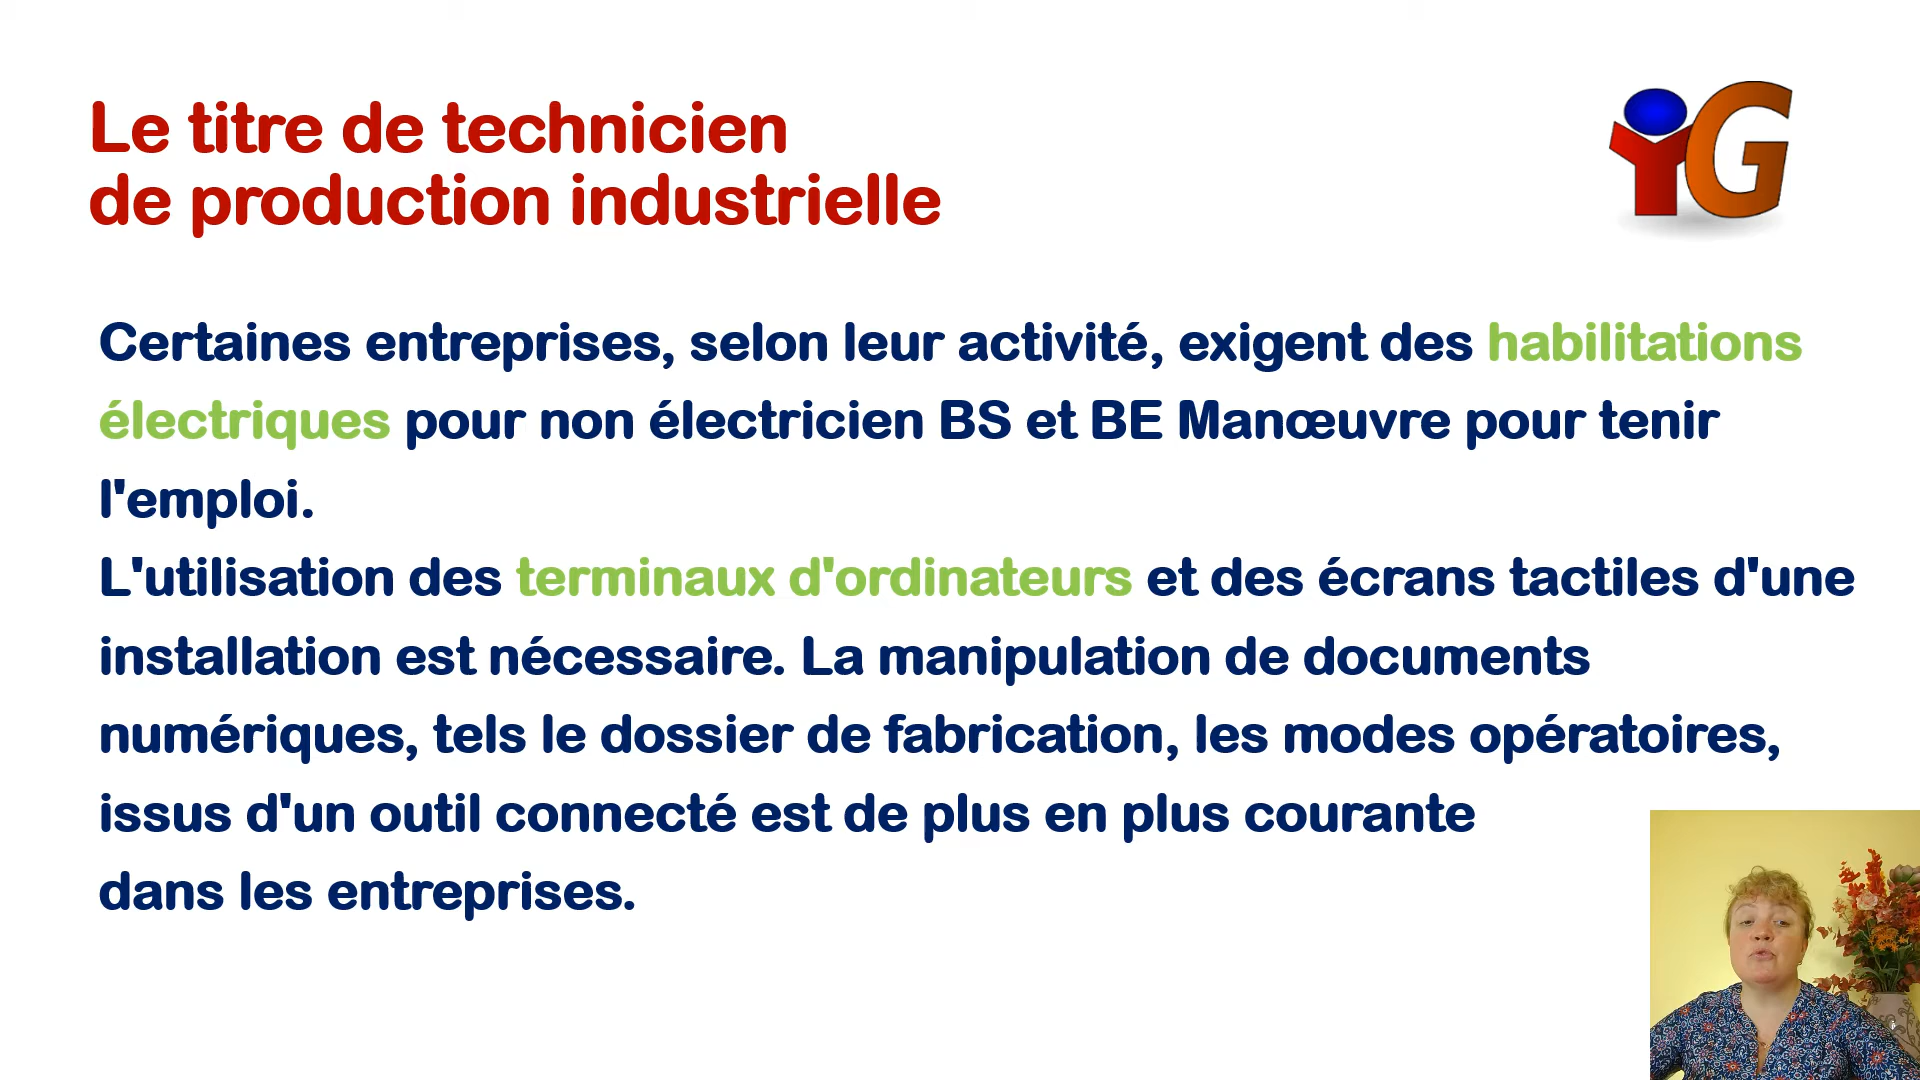 Le titre de technicien
de production industrielle
G
Certaines entreprises, selon leur activité, exigent des habilitations
électriques pour non électricien BS et BE Manœuvre pour tenir
l'emploi.
L'utilisation des terminaux d'ordinateurs et des écrans tactiles d'une
installation est nécessaire. La manipulation de documents
numériques, tels le dossier de fabrication, les modes opératoires,
issus d'un outil connecté est de plus en plus courante
dans les entreprises.